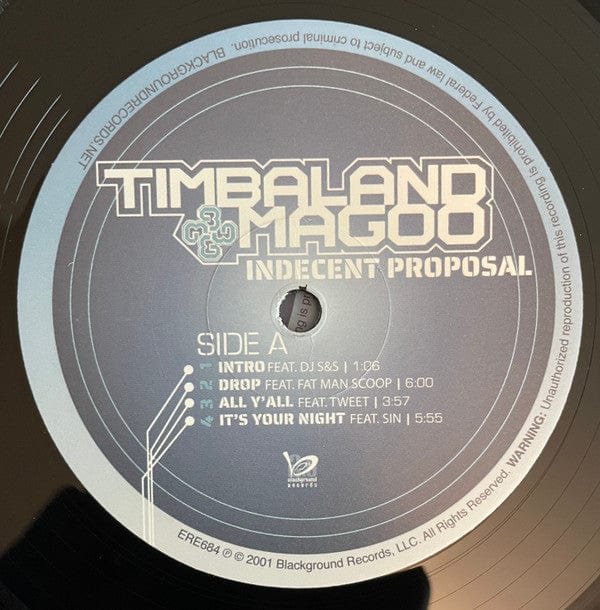 TIMBALAND
MAGOO
INDECENT PROPOSAL
SIDE A
1 INTRO FEAT. DJ S&S | 1:06
2 DROP FEAT. FAT MAN SCOOP | 6:00
3 ALL Y'ALL FEAT. TWEET | 3:57
4 IT'S YOUR NIGHT FEAT. SIN | 5:55
Blackground
Records
ERE684 ℗ © 2001 Blackground Records, LLC. All Rights Reserved. WARNING: Unauthorized reproduction of this recording is prohibited by Federal law and subject to criminal prosecution. BLACKGROUNDRECORDS.NET